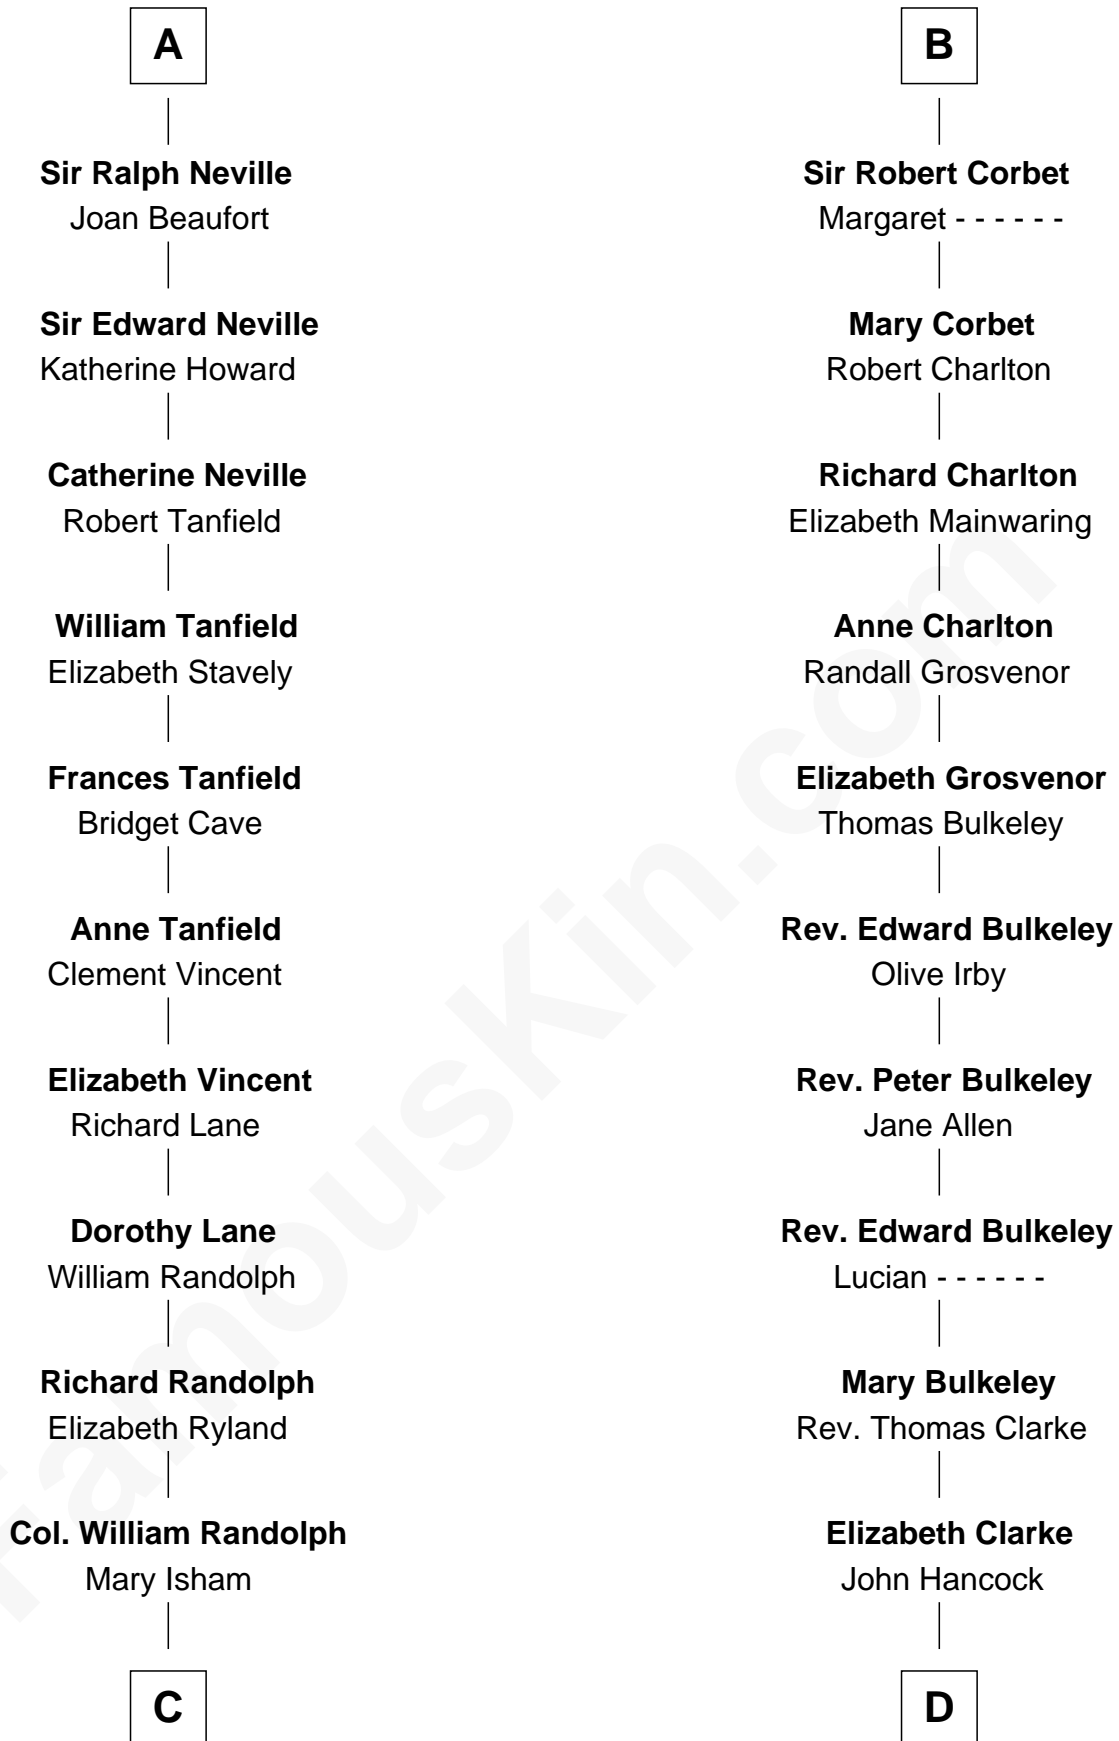 A
Sir Ralph Neville
Joan Beaufort
Sir Edward Neville
Katherine Howard
Catherine Neville
Robert Tanfield
William Tanfield
Elizabeth Stavely
Frances Tanfield
Bridget Cave
Anne Tanfield
Clement Vincent
Elizabeth Vincent
Richard Lane
Dorothy Lane
William Randolph
Richard Randolph
Elizabeth Ryland
Col. William Randolph
Mary Isham
C
B
Sir Robert Corbet
Margaret - - - - - -
Mary Corbet
Robert Charlton
Richard Charlton
Elizabeth Mainwaring
Anne Charlton
Randall Grosvenor
Elizabeth Grosvenor
Thomas Bulkeley
Rev. Edward Bulkeley
Olive Irby
Rev. Peter Bulkeley
Jane Allen
Rev. Edward Bulkeley
Lucian - - - - - -
Mary Bulkeley
Rev. Thomas Clarke
Elizabeth Clarke
John Hancock
D
FamousKin.com